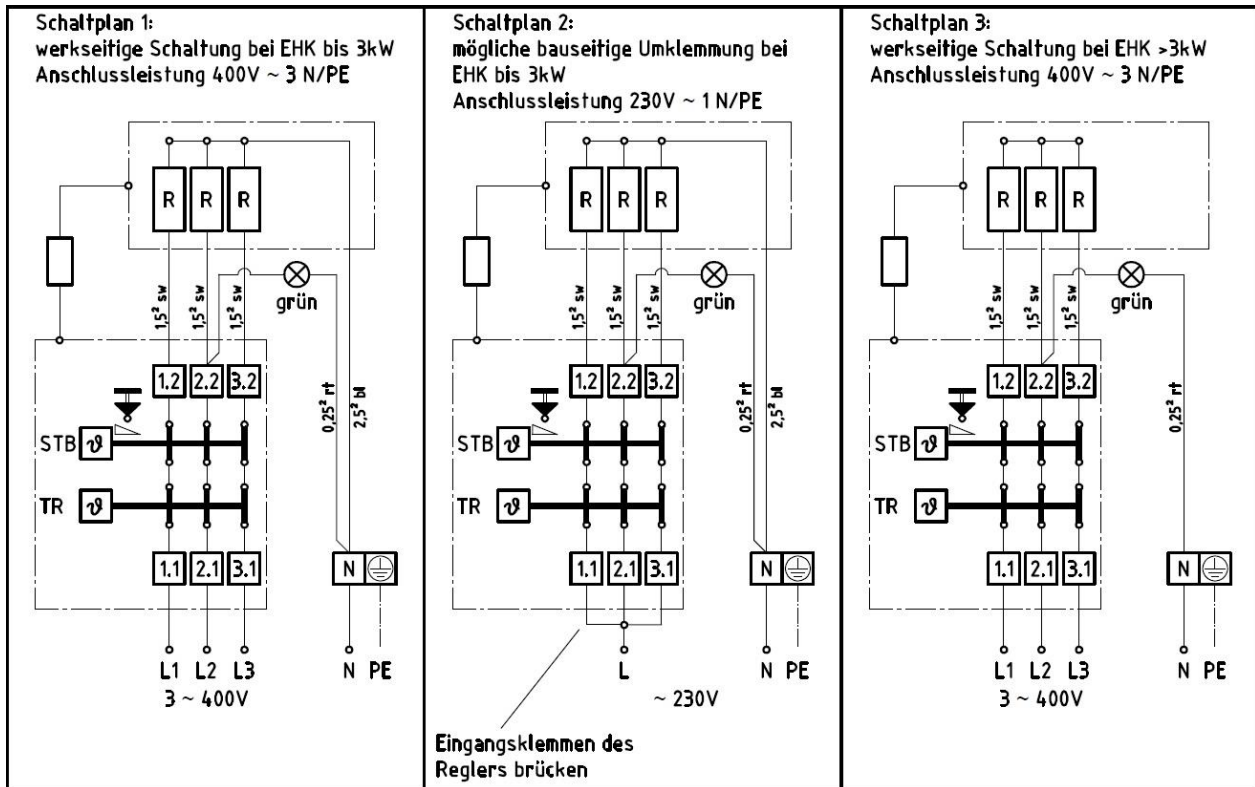 Schaltplan 1:
werkseitige Schaltung bei EHK bis 3kW
Anschlussleistung 400V ~ 3 N/PE
R R R
grün
1,5² sw 1,5² sw 1,5² sw
1.2 2.2 3.2
0,25² rt
2,5² bl
STB ϑ
TR ϑ
1.1 2.1 3.1
N
L1 L2 L3 N PE
3 ~ 400V
Schaltplan 2:
mögliche bauseitige Umklemmung bei
EHK bis 3kW
Anschlussleistung 230V ~ 1 N/PE
R R R
grün
1,5² sw 1,5² sw 1,5² sw
1.2 2.2 3.2
0,25² rt
2,5² bl
STB ϑ
TR ϑ
1.1 2.1 3.1
N
L N PE
~ 230V
Eingangsklemmen des
Reglers brücken
Schaltplan 3:
werkseitige Schaltung bei EHK >3kW
Anschlussleistung 400V ~ 3 N/PE
R R R
grün
1,5² sw 1,5² sw 1,5² sw
1.2 2.2 3.2
0,25² rt
STB ϑ
TR ϑ
1.1 2.1 3.1
N
L1 L2 L3 N PE
3 ~ 400V